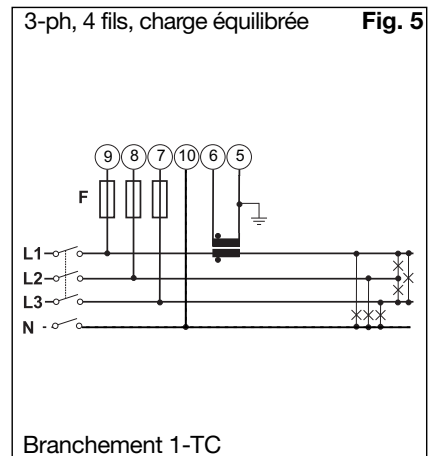 3-ph, 4 fils, charge équilibrée Fig. 5
9 8 7 10 6 5
F
L1
L2
L3
N
Branchement 1-TC